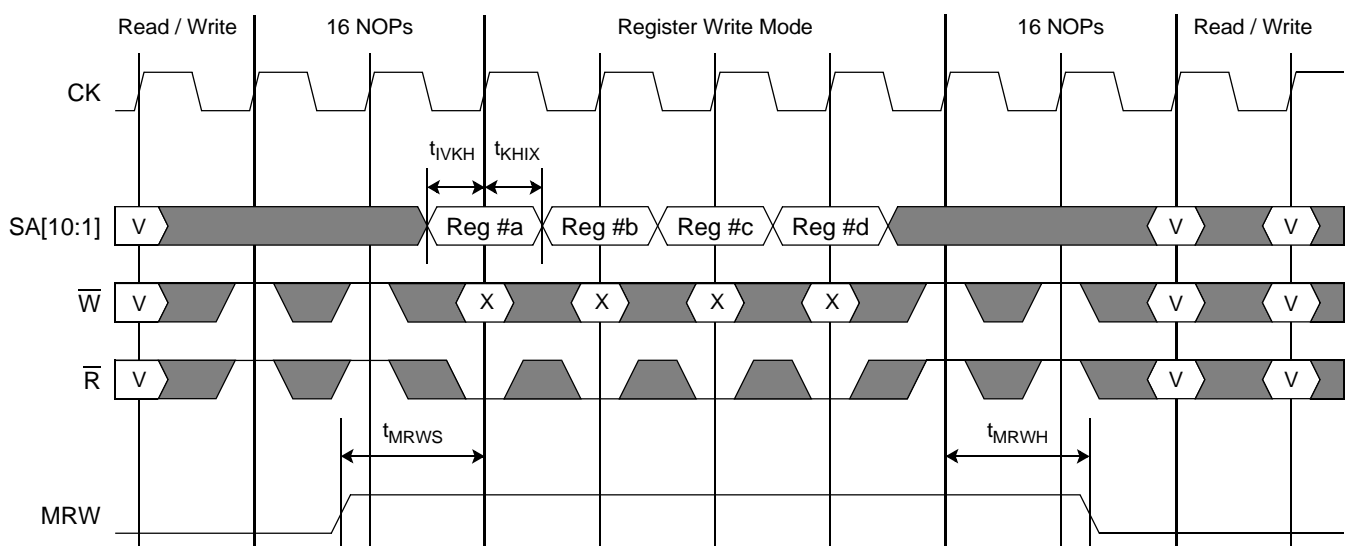 Read / Write 16 NOPs Register Write Mode 16 NOPs Read / Write
CK
tIVKH tKHIX
SA[10:1] V Reg #a Reg #b Reg #c Reg #d V V
W V X X X X V V
R V V V
tMRWS tMRWH
MRW